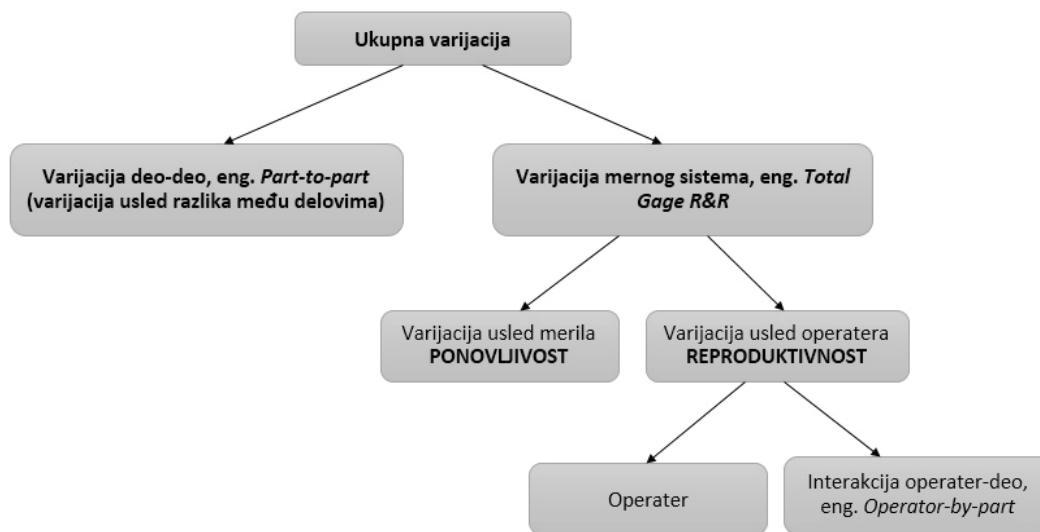 Ukupna varijacija
Varijacija deo-deo, eng. Part-to-part
(varijacija usled razlika među delovima)
Varijacija mernog sistema, eng. Total
Gage R&R
Varijacija usled merila
PONOVLJIVOST
Varijacija usled operatera
REPRODUKTIVNOST
Operater
Interakcija operater-deo,
eng. Operator-by-part